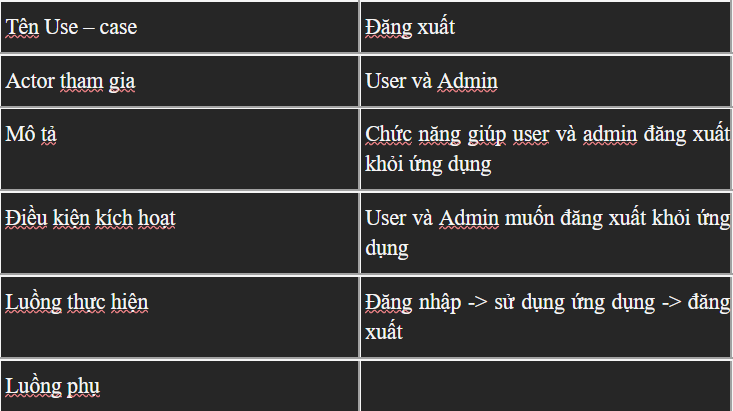 Tên Use – case
Đăng xuất
Actor tham gia
User và Admin
Mô tả
Chức năng giúp user và admin đăng xuất
khỏi ứng dụng
Điều kiện kích hoạt
User và Admin muốn đăng xuất khỏi ứng
dụng
Luồng thực hiện
Đăng nhập -> sử dụng ứng dụng -> đăng
xuất
Luồng phụ